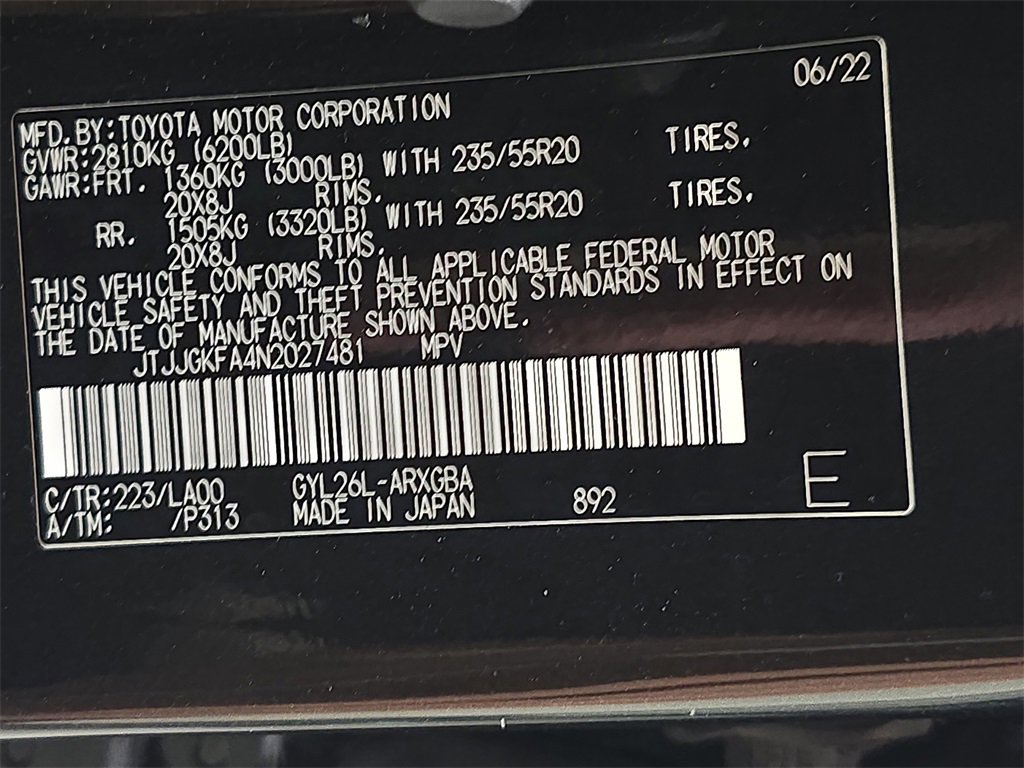 06/22
MFD.BY:TOYOTA MOTOR CORPORATION
GVWR:2810KG (6200LB)
GAWR:FRT. 1360KG (3000LB) WITH 235/55R20 TIRES.
20X8J RIMS.
RR. 1505KG (3320LB) WITH 235/55R20 TIRES.
20X8J RIMS.
THIS VEHICLE CONFORMS TO ALL APPLICABLE FEDERAL MOTOR
VEHICLE SAFETY AND THEFT PREVENTION STANDARDS IN EFFECT ON
THE DATE OF MANUFACTURE SHOWN ABOVE.
JTJJGKFA4N2027481 MPV
C/TR:223/LA00 GYL26L-ARXGBA
A/TM: /P313 MADE IN JAPAN 892 E